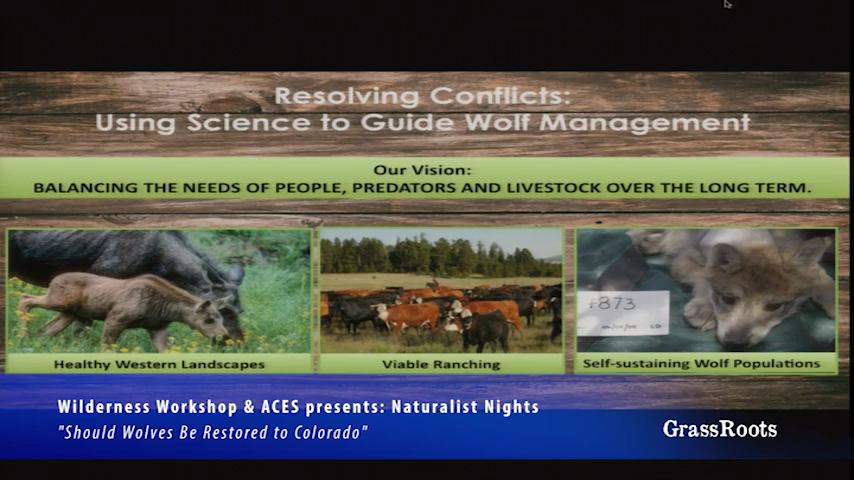 Resolving Conflicts:
Using Science to Guide Wolf Management
Our Vision:
BALANCING THE NEEDS OF PEOPLE, PREDATORS AND LIVESTOCK OVER THE LONG TERM.
F873
Healthy Western Landscapes
Viable Ranching
Self-sustaining Wolf Populations
Wilderness Workshop & ACES presents: Naturalist Nights
"Should Wolves Be Restored to Colorado"
GrassRoots